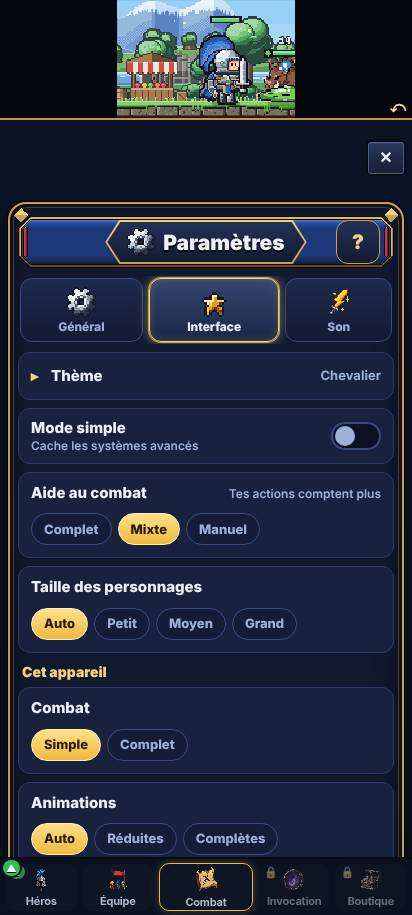 ×
Paramètres
?
Général
Interface
Son
► Thème
Chevalier
Mode simple
Cache les systèmes avancés
Aide au combat
Tes actions comptent plus
Complet
Mixte
Manuel
Taille des personnages
Auto
Petit
Moyen
Grand
Cet appareil
Combat
Simple
Complet
Animations
Auto
Réduites
Complètes
Héros
Équipe
Combat
Invocation
Boutique